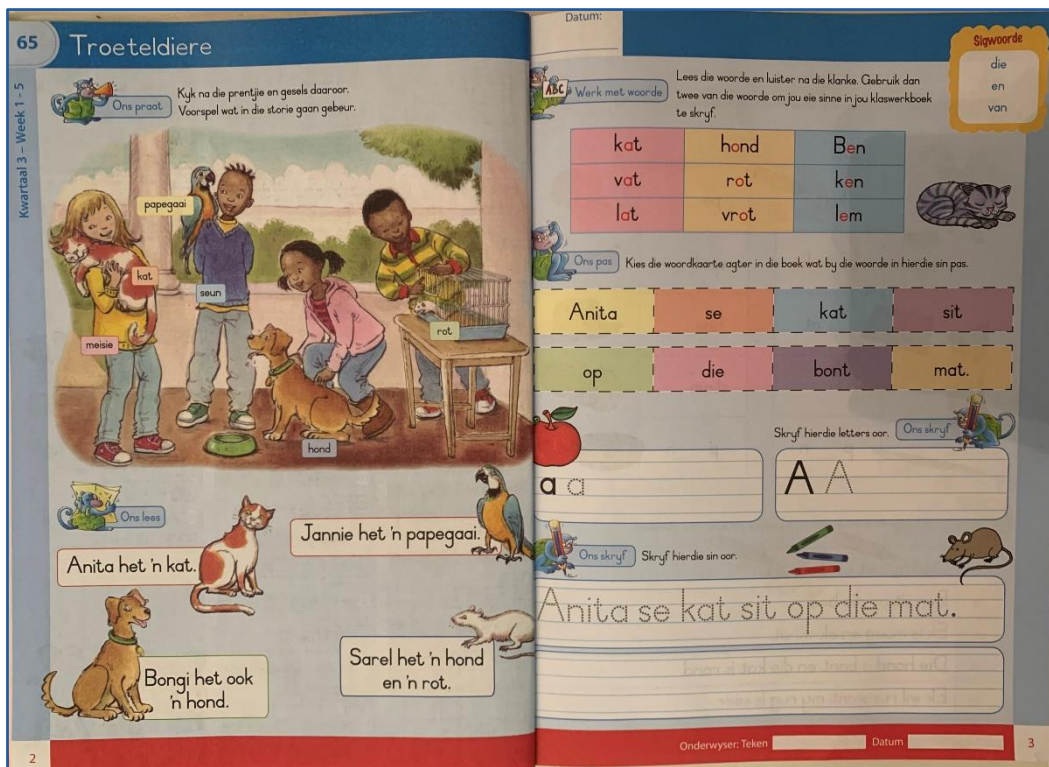 65
Troeteldiere
Kwartaal 3 – Week 1 - 5
Ons praat
Kyk na die prentjie en gesels daaroor.
Voorspel wat in die storie gaan gebeur.
papegaai
kat
seun
meisie
rot
hond
Ons lees
Anita het 'n kat.
Jannie het 'n papegaai.
Bongi het ook
'n hond.
Sarel het 'n hond
en 'n rot.
2
Datum:
Sigwoorde
die
en
van
ABC
Werk met woorde
Lees die woorde en luister na die klanke. Gebruik dan
twee van die woorde om jou eie sinne in jou klaswerkboek
te skryf.
kat hond Ben
vat rot ken
lat vrot lem
Ons pas
Kies die woordkaarte agter in die boek wat by die woorde in hierdie sin pas.
Anita se kat sit
op die bont mat.
Skryf hierdie letters oor.
Ons skryf
a a
A A
Ons skryf
Skryf hierdie sin oor.
Anita se kat sit op die mat.
Onderwyser: Teken Datum
3